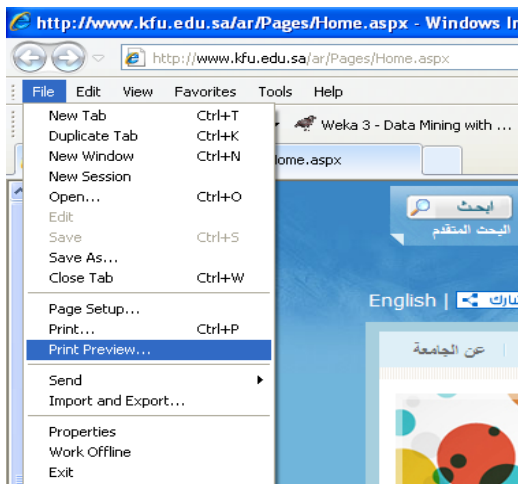 http://www.kfu.edu.sa/ar/Pages/Home.aspx - Windows In
http://www.kfu.edu.sa/ar/Pages/Home.aspx
File Edit View Favorites Tools Help
New Tab Ctrl+T
Duplicate Tab Ctrl+K
New Window Ctrl+N
New Session
Open... Ctrl+O
Edit
Save Ctrl+S
Save As...
Close Tab Ctrl+W
Page Setup...
Print... Ctrl+P
Print Preview...
Send
Import and Export...
Properties
Work Offline
Exit
Weka 3 - Data Mining with ...
ome.aspx
ابحث
البحث المتقدم
English |
عن الجامعة